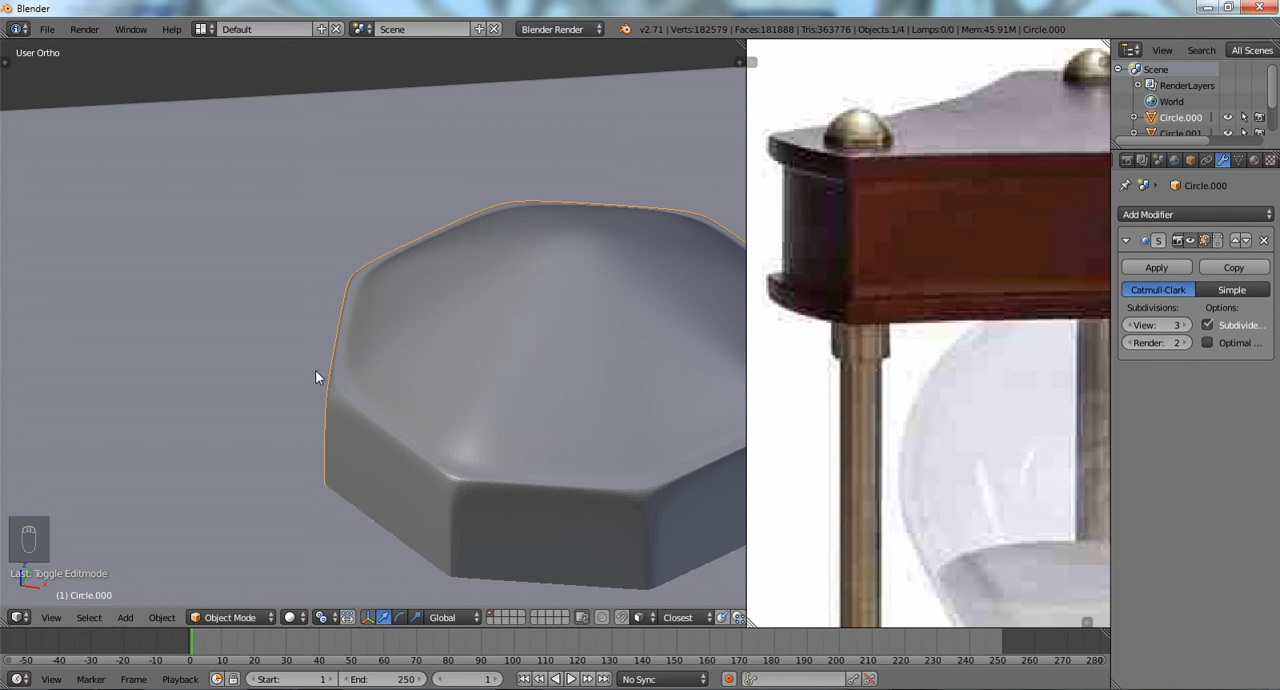 Blender
File Render Window Help Default Scene Blender Render v2.71 | Verts:182579 | Faces:181888 | Tris:363776 | Objects:1/4 | Lamps:0/0 | Mem:45.91M | Circle.000
User Ortho
View Search All Scenes
Scene
RenderLayers
World
Circle.000
Circle.001
Circle.000
Add Modifier
S
Apply Copy
Catmull-Clark Simple
Subdivisions: Options:
View: 3 Subdivide...
Render: 2 Optimal ...
Last: Toggle Editmode
(1) Circle.000
View Select Add Object Object Mode Global Closest
-50 -40 -30 -20 -10 0 10 20 30 40 50 60 70 80 90 100 110 120 130 140 150 160 170 180 190 200 210 220 230 240 250 260 270 280
View Marker Frame Playback Start: 1 End: 250 1 No Sync